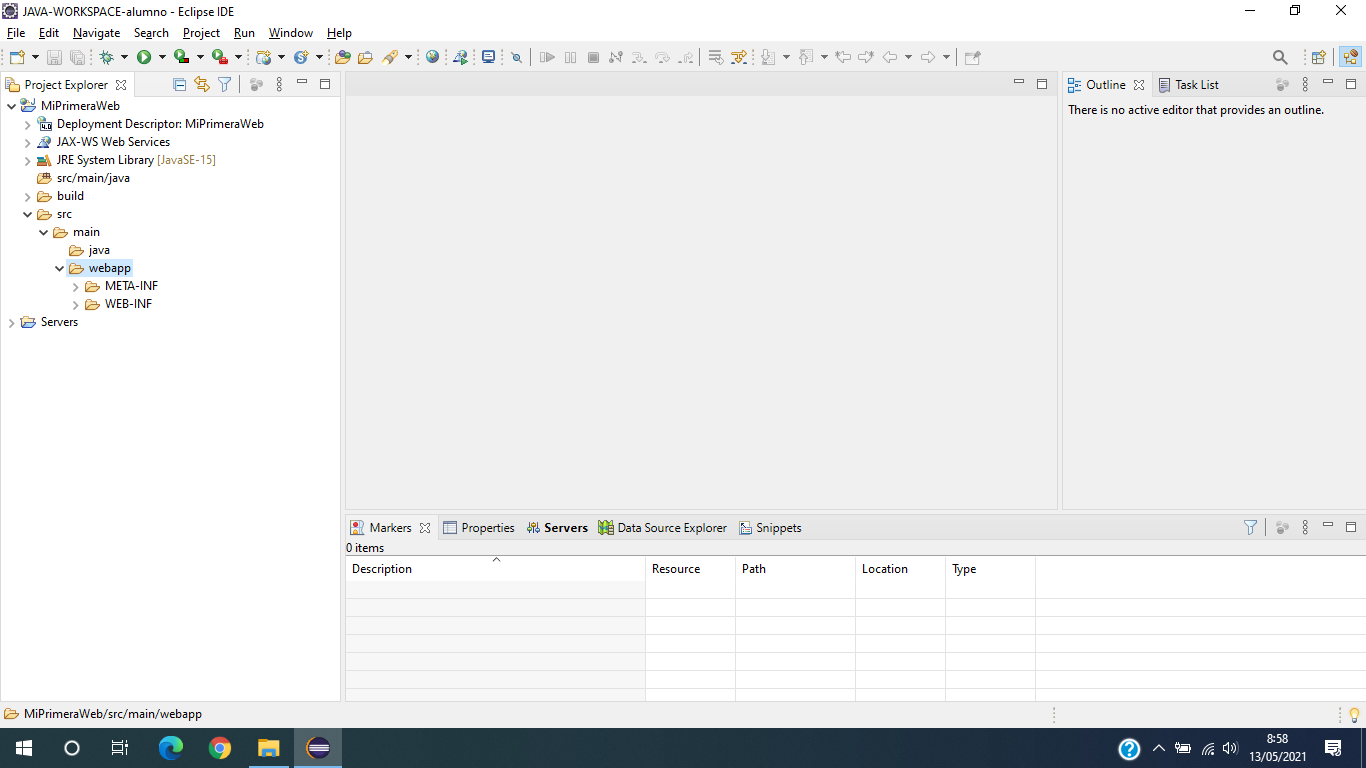 JAVA-WORKSPACE-alumno - Eclipse IDE
File Edit Navigate Search Project Run Window Help
Project Explorer
Outline Task List
MiPrimeraWeb
There is no active editor that provides an outline.
Deployment Descriptor: MiPrimeraWeb
JAX-WS Web Services
JRE System Library [JavaSE-15]
src/main/java
build
src
main
java
webapp
META-INF
WEB-INF
Servers
Markers Properties Servers Data Source Explorer Snippets
0 items
Description Resource Path Location Type
MiPrimeraWeb/src/main/webapp
8:58
13/05/2021